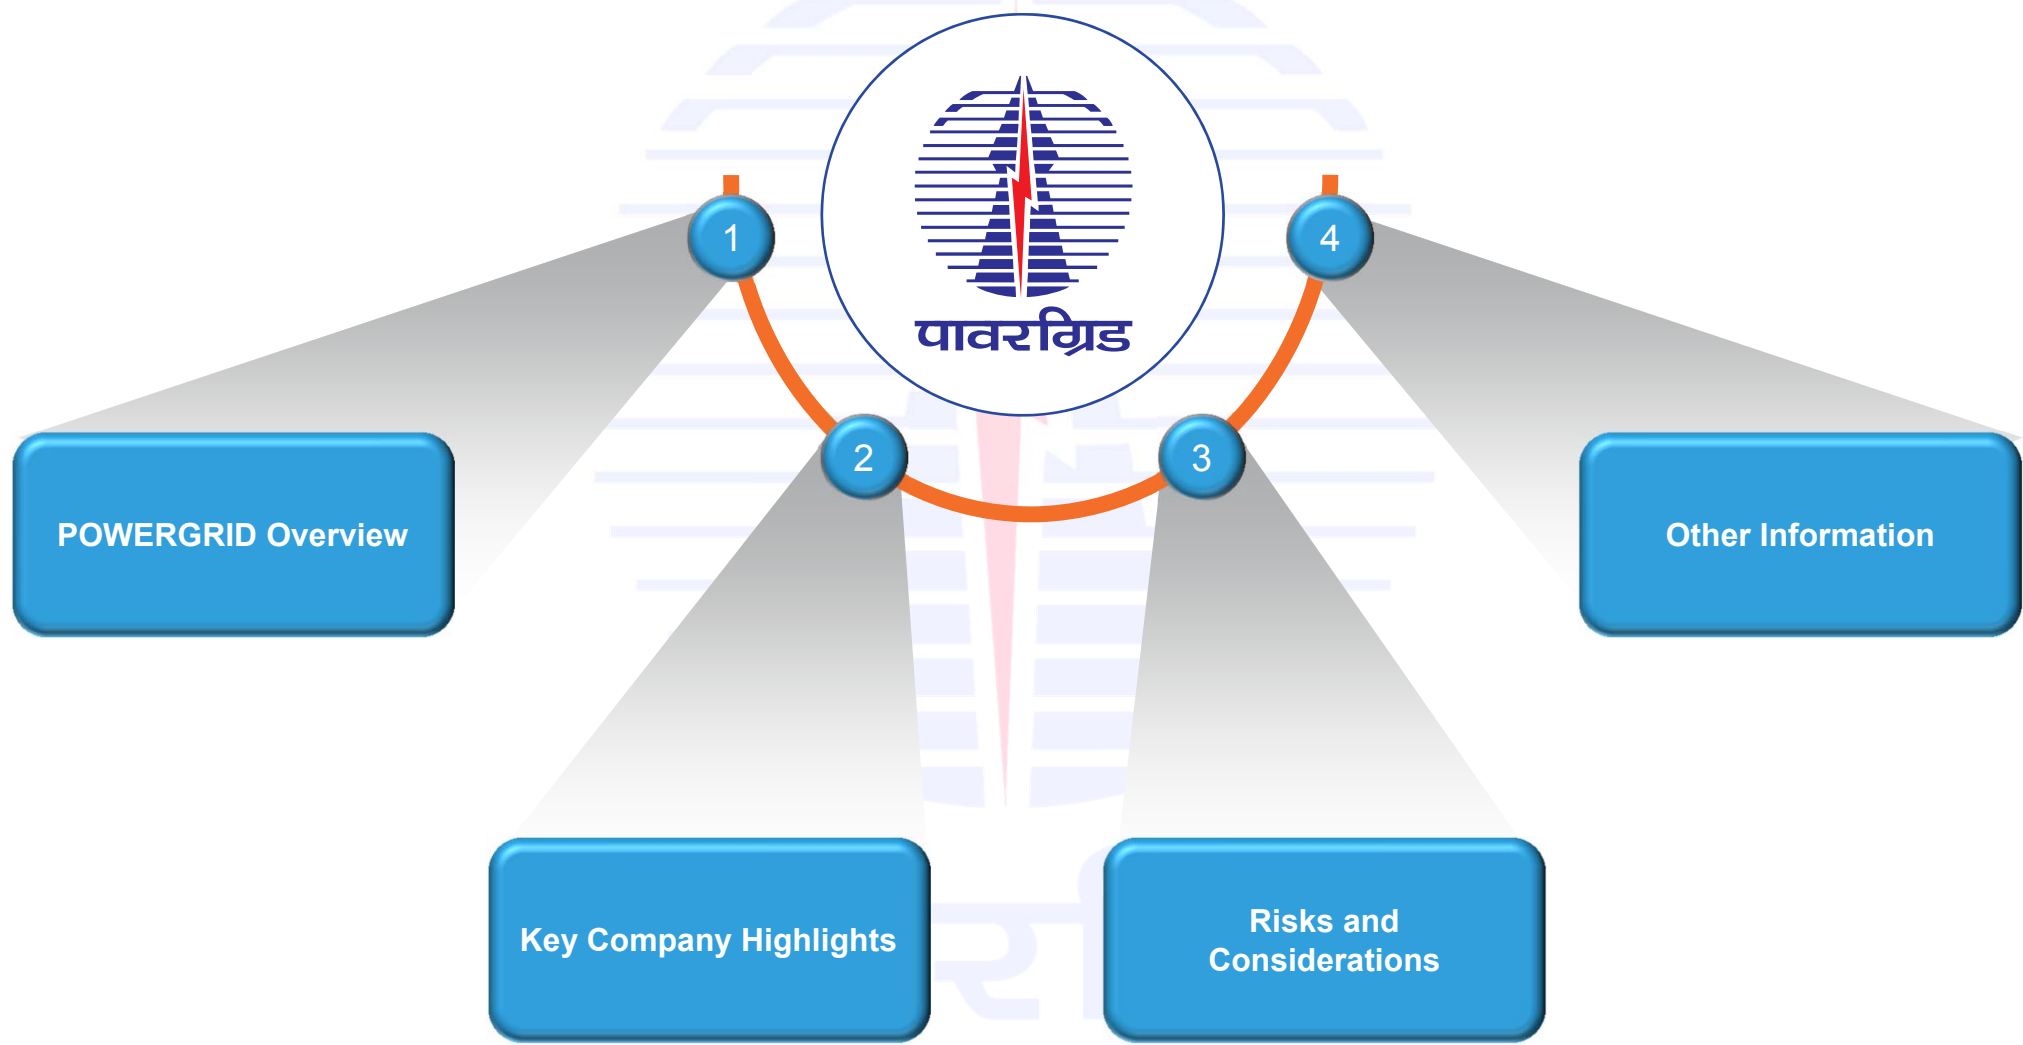 पावरग्रिड
1
4
2
3
POWERGRID Overview
Other Information
Key Company Highlights
Risks and
Considerations